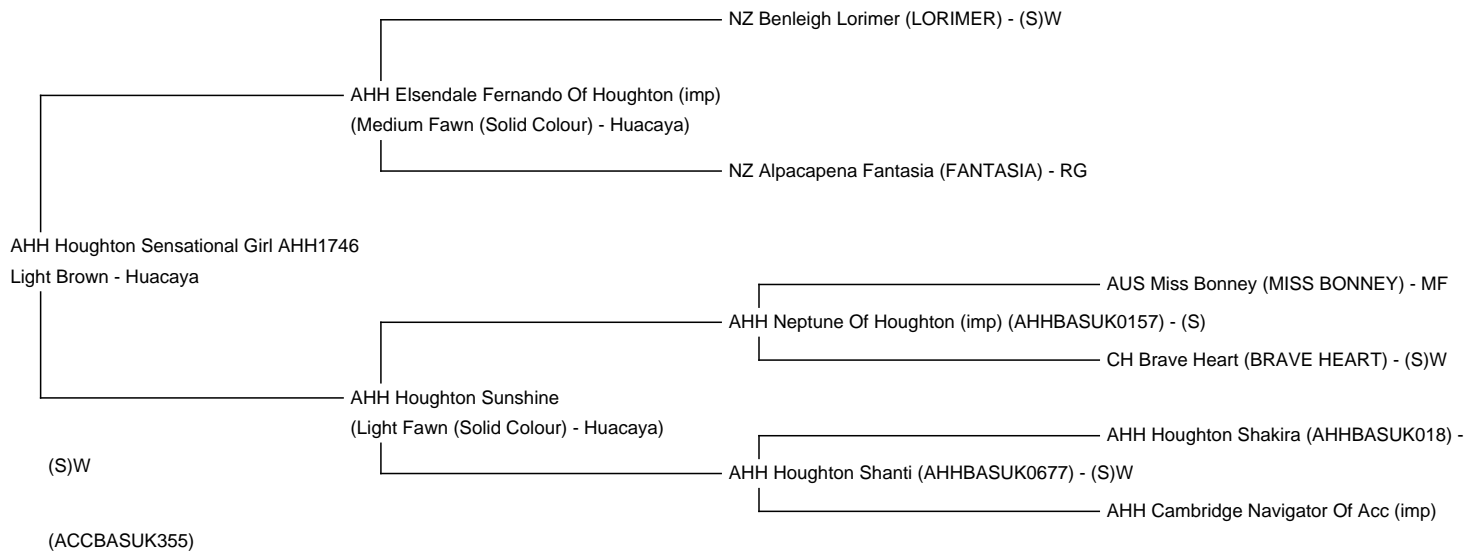 NZ Benleigh Lorimer (LORIMER) - (S)W
AHH Elsendale Fernando Of Houghton (imp)
(Medium Fawn (Solid Colour) - Huacaya)
NZ Alpacapena Fantasia (FANTASIA) - RG
AHH Houghton Sensational Girl AHH1746
Light Brown - Huacaya
AUS Miss Bonney (MISS BONNEY) - MF
AHH Neptune Of Houghton (imp) (AHHBASUK0157) - (S)
CH Brave Heart (BRAVE HEART) - (S)W
AHH Houghton Sunshine
(Light Fawn (Solid Colour) - Huacaya)
AHH Houghton Shakira (AHHBASUK018) -
(S)W
AHH Houghton Shanti (AHHBASUK0677) - (S)W
AHH Cambridge Navigator Of Acc (imp)
(ACCBASUK355)